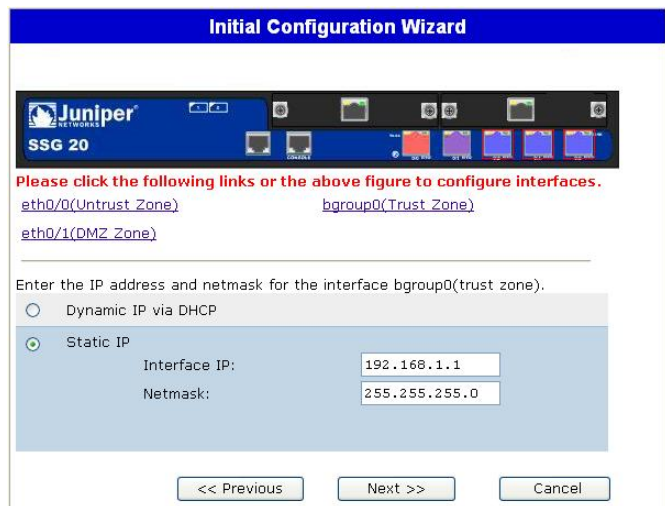 Initial Configuration Wizard
Juniper
NETWORKS
SSG 20
CONSOLE
Please click the following links or the above figure to configure interfaces.
eth0/0(Untrust Zone)
bgroup0(Trust Zone)
eth0/1(DMZ Zone)
Enter the IP address and netmask for the interface bgroup0(trust zone).
Dynamic IP via DHCP
Static IP
Interface IP: 192.168.1.1
Netmask: 255.255.255.0
<< Previous
Next >>
Cancel